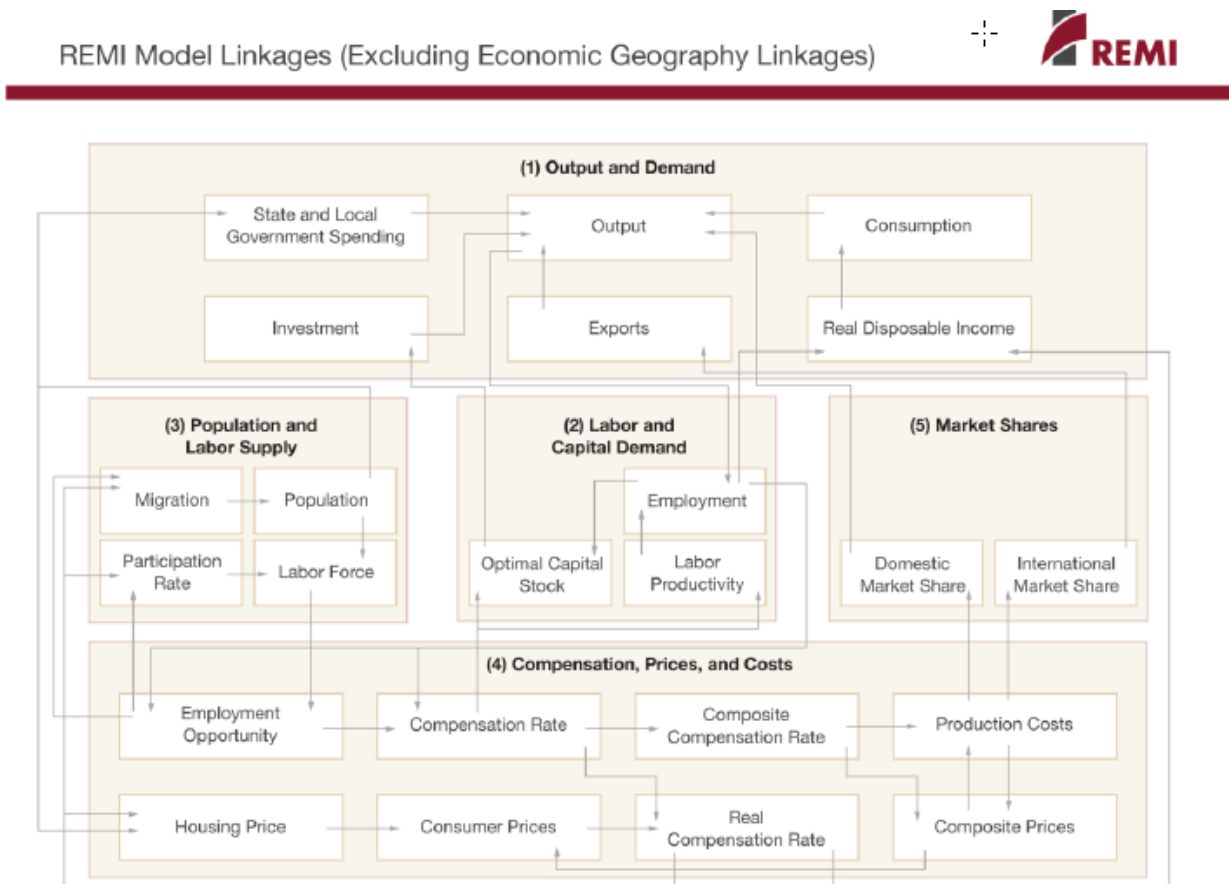 REMI Model Linkages (Excluding Economic Geography Linkages)
REMI
(1) Output and Demand
State and Local
Government Spending
Output
Consumption
Investment
Exports
Real Disposable Income
(3) Population and
Labor Supply
Migration
Population
Participation
Rate
Labor Force
(2) Labor and
Capital Demand
Employment
Optimal Capital
Stock
Labor
Productivity
(5) Market Shares
Domestic
Market Share
International
Market Share
(4) Compensation, Prices, and Costs
Employment
Opportunity
Compensation Rate
Composite
Compensation Rate
Production Costs
Housing Price
Consumer Prices
Real
Compensation Rate
Composite Prices